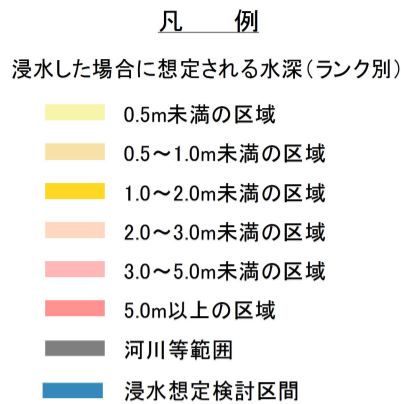 凡　例
浸水した場合に想定される水深（ランク別）
0.5m未満の区域
0.5～1.0m未満の区域
1.0～2.0m未満の区域
2.0～3.0m未満の区域
3.0～5.0m未満の区域
5.0m以上の区域
河川等範囲
浸水想定検討区間